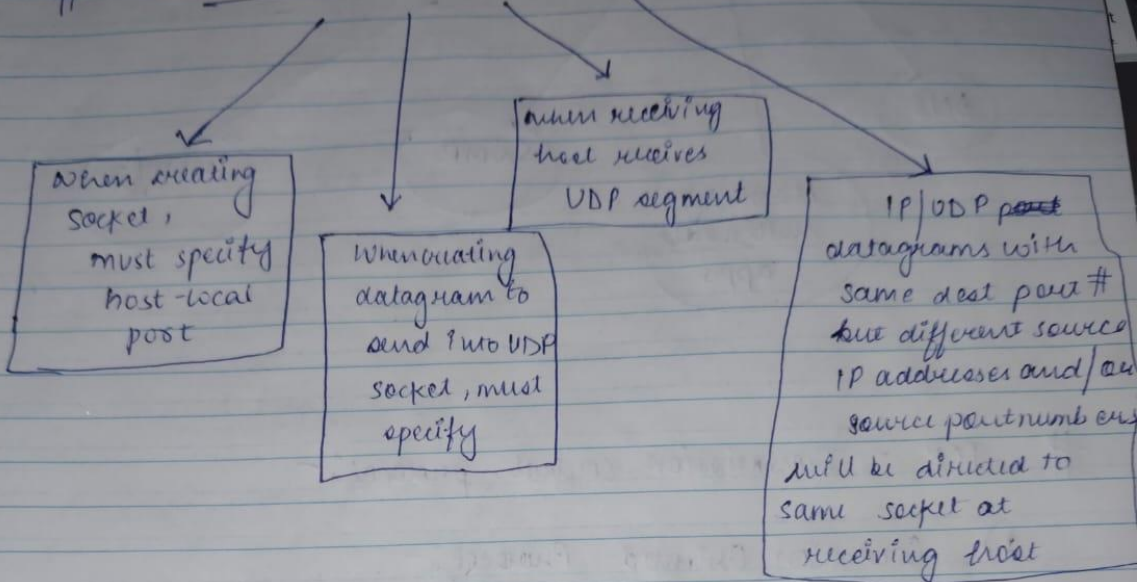 when creating
socket,
must specify
host-local
port
when creating
datagram to
send into UDP
socket, must
specify
when receiving
host receives
UDP segment
IP/UDP
datagrams with
same dest port #
but different source
IP addresses and/or
source port numbers
will be directed to
same socket at
receiving host